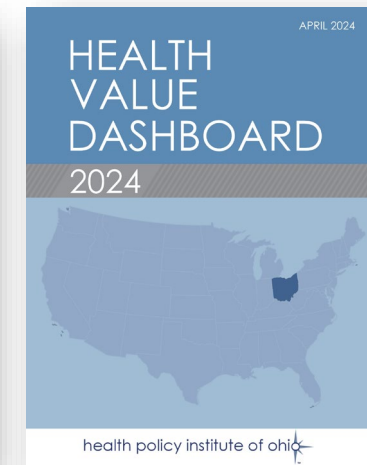 APRIL 2024
HEALTH
VALUE
DASHBOARD
2024
health policy institute of ohio